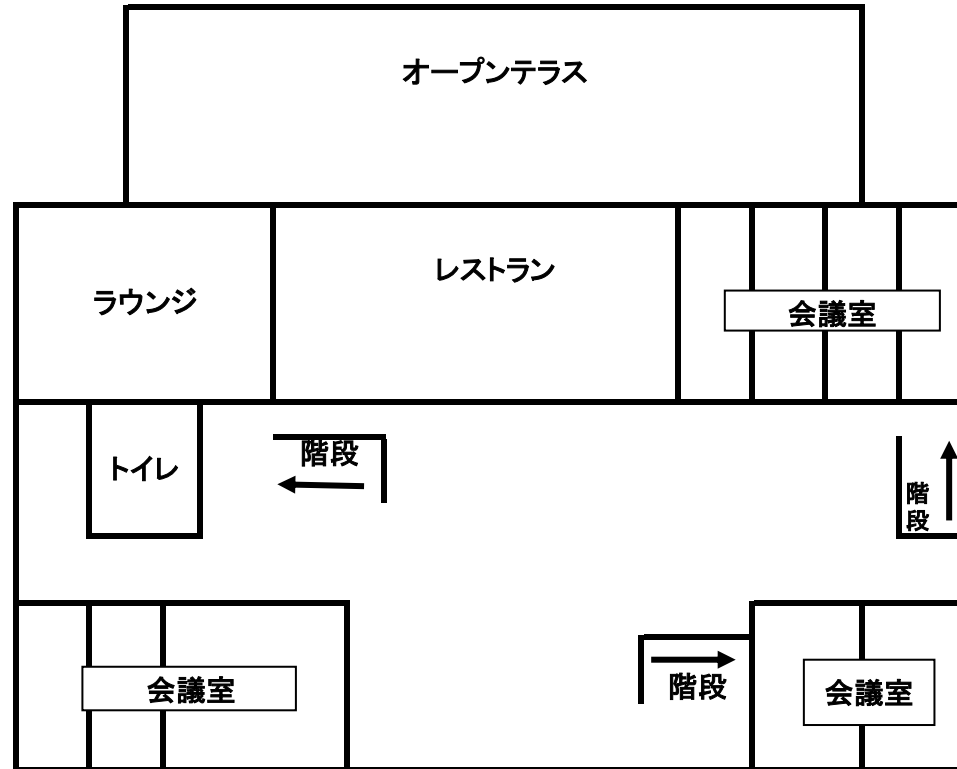 オープンテラス
レストラン
ラウンジ
会議室
階段
トイレ
階
段
会議室
階段
会議室